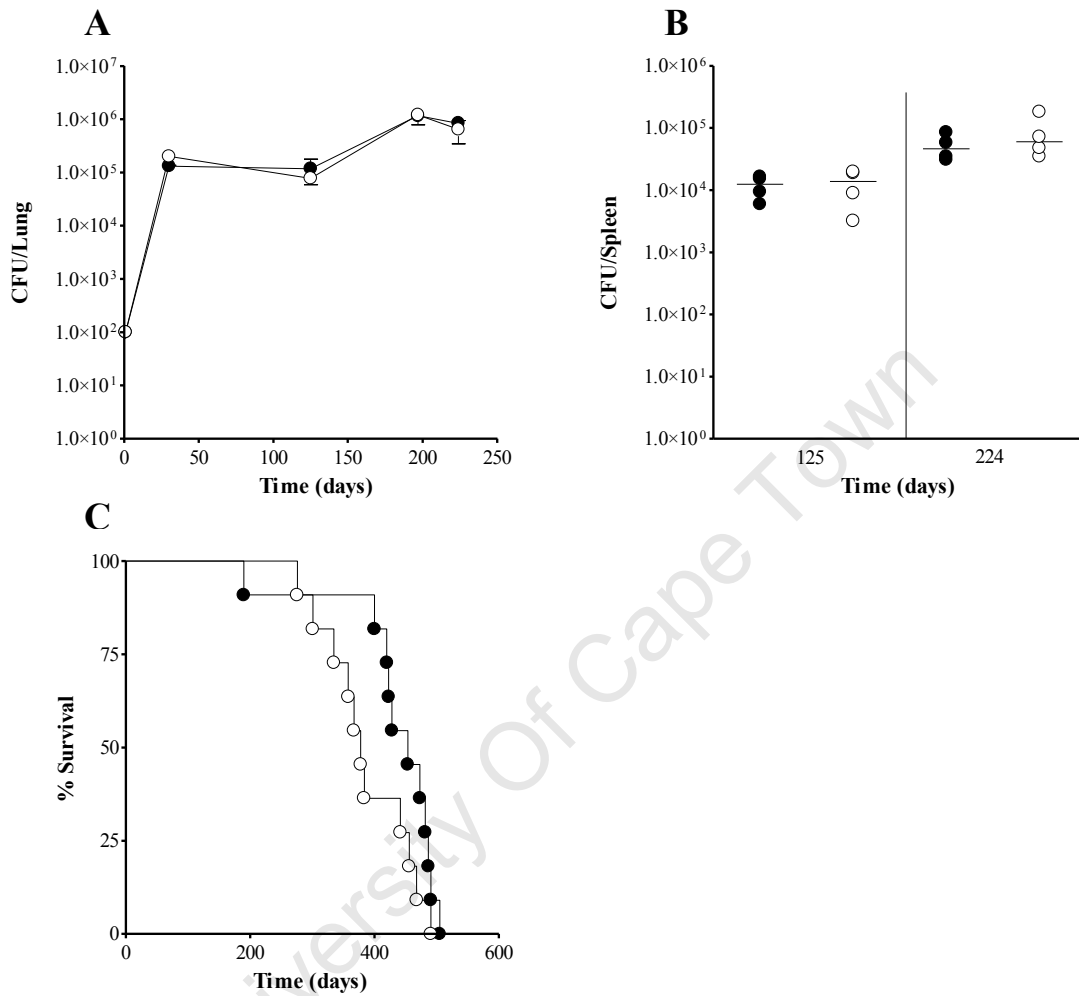 A
B
1.0×10⁷
1.0×10⁶
1.0×10⁵
1.0×10⁴
1.0×10³
1.0×10²
1.0×10¹
1.0×10⁰
CFU/Lung
0 50 100 150 200 250
Time (days)
1.0×10⁶
1.0×10⁵
1.0×10⁴
1.0×10³
1.0×10²
1.0×10¹
1.0×10⁰
CFU/Spleen
125 224
Time (days)
C
100
75
50
25
0
% Survival
0 200 400 600
Time (days)
versity Of Cape Town